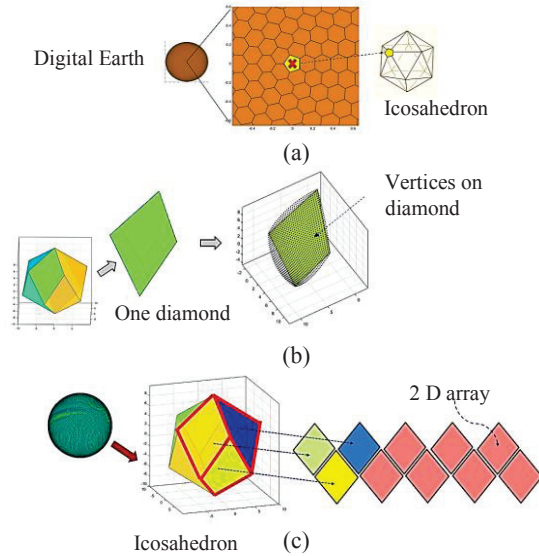 Digital Earth
Icosahedron
(a)
Vertices on
diamond
One diamond
(b)
2 D array
Icosahedron
(c)